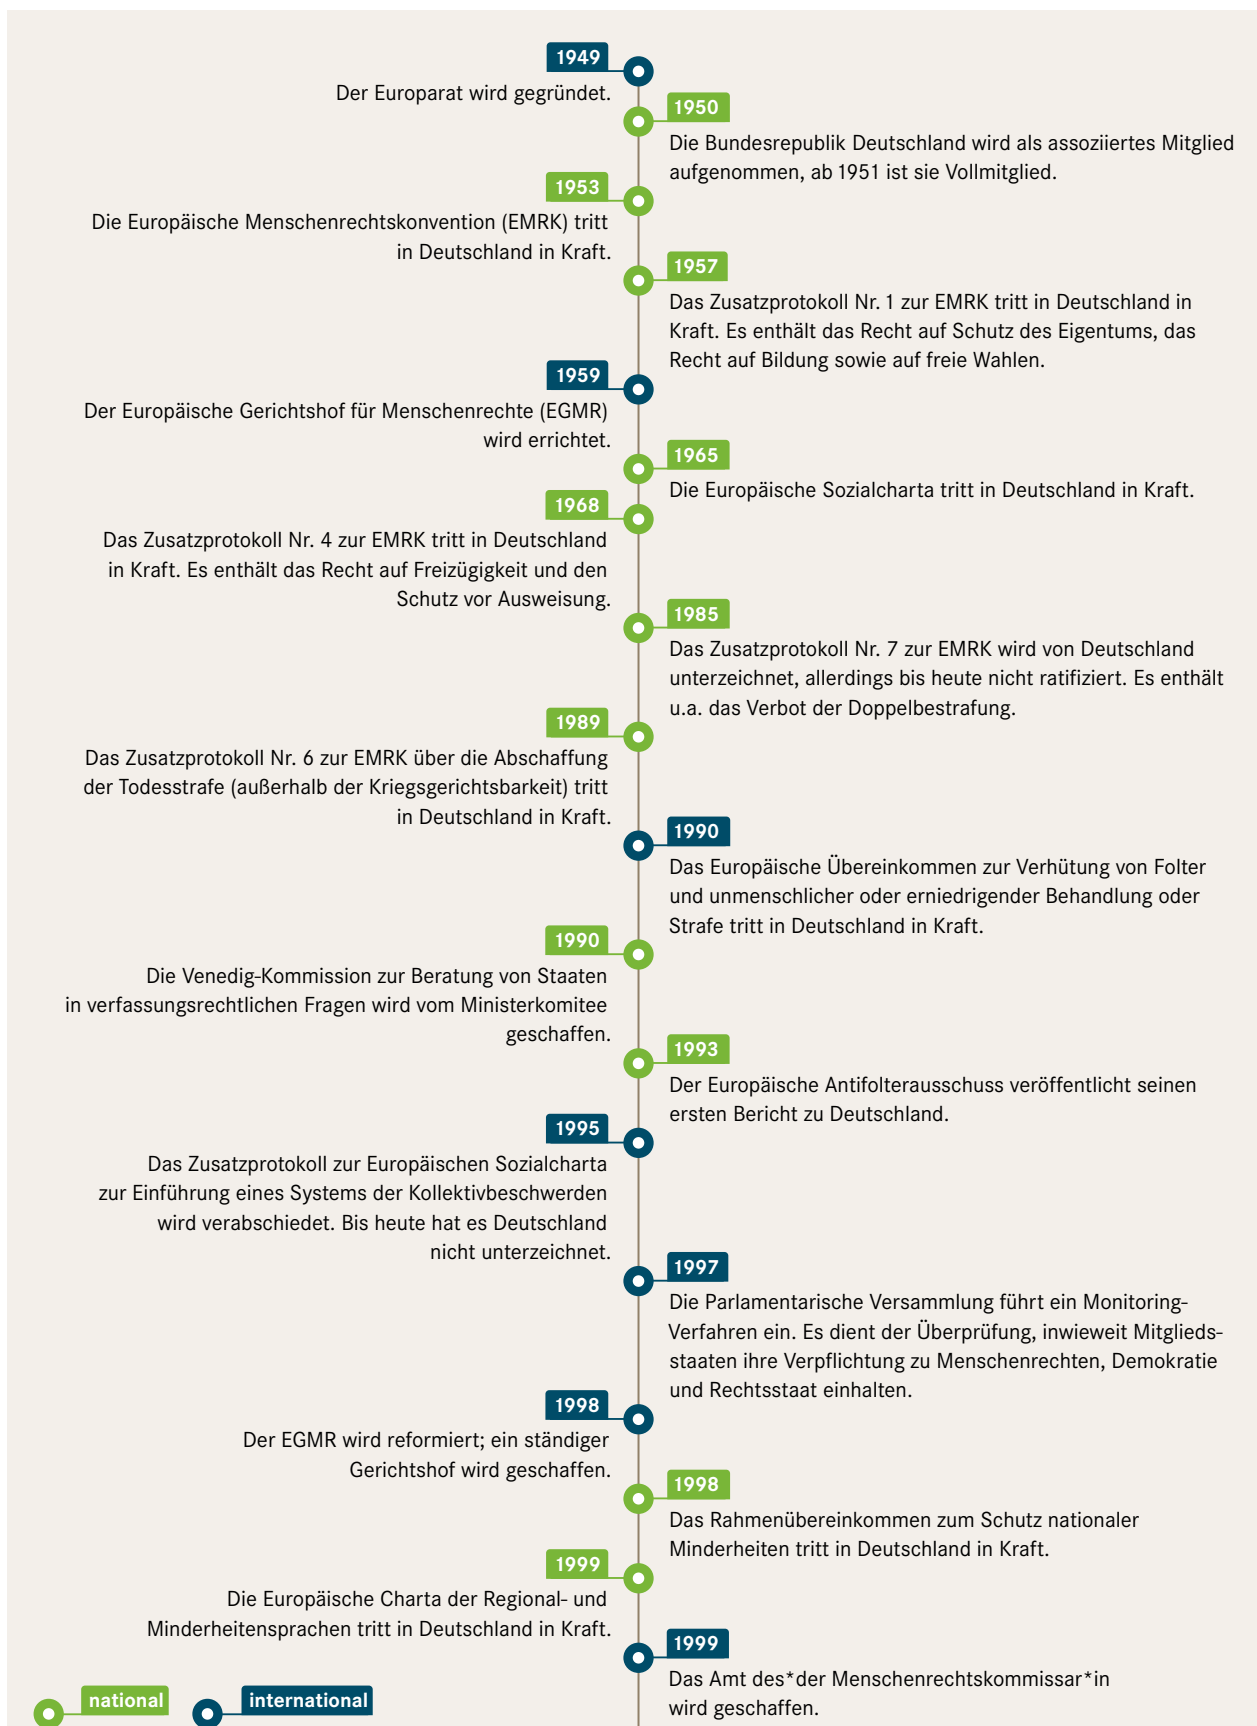 1949
Der Europarat wird gegründet.
1950
Die Bundesrepublik Deutschland wird als assoziiertes Mitglied
aufgenommen, ab 1951 ist sie Vollmitglied.
1953
Die Europäische Menschenrechtskonvention (EMRK) tritt
in Deutschland in Kraft.
1957
Das Zusatzprotokoll Nr. 1 zur EMRK tritt in Deutschland in
Kraft. Es enthält das Recht auf Schutz des Eigentums, das
Recht auf Bildung sowie auf freie Wahlen.
1959
Der Europäische Gerichtshof für Menschenrechte (EGMR)
wird errichtet.
1965
Die Europäische Sozialcharta tritt in Deutschland in Kraft.
1968
Das Zusatzprotokoll Nr. 4 zur EMRK tritt in Deutschland
in Kraft. Es enthält das Recht auf Freizügigkeit und den
Schutz vor Ausweisung.
1985
Das Zusatzprotokoll Nr. 7 zur EMRK wird von Deutschland
unterzeichnet, allerdings bis heute nicht ratifiziert. Es enthält
u.a. das Verbot der Doppelbestrafung.
1989
Das Zusatzprotokoll Nr. 6 zur EMRK über die Abschaffung
der Todesstrafe (außerhalb der Kriegsgerichtsbarkeit) tritt
in Deutschland in Kraft.
1990
Das Europäische Übereinkommen zur Verhütung von Folter
und unmenschlicher oder erniedrigender Behandlung oder
Strafe tritt in Deutschland in Kraft.
1990
Die Venedig-Kommission zur Beratung von Staaten
in verfassungsrechtlichen Fragen wird vom Ministerkomitee
geschaffen.
1993
Der Europäische Antifolterausschuss veröffentlicht seinen
ersten Bericht zu Deutschland.
1995
Das Zusatzprotokoll zur Europäischen Sozialcharta
zur Einführung eines Systems der Kollektivbeschwerden
wird verabschiedet. Bis heute hat es Deutschland
nicht unterzeichnet.
1997
Die Parlamentarische Versammlung führt ein Monitoring-
Verfahren ein. Es dient der Überprüfung, inwieweit Mitglieds-
staaten ihre Verpflichtung zu Menschenrechten, Demokratie
und Rechtsstaat einhalten.
1998
Der EGMR wird reformiert; ein ständiger
Gerichtshof wird geschaffen.
1998
Das Rahmenübereinkommen zum Schutz nationaler
Minderheiten tritt in Deutschland in Kraft.
1999
Die Europäische Charta der Regional- und
Minderheitensprachen tritt in Deutschland in Kraft.
1999
Das Amt des*der Menschenrechtskommissar*in
wird geschaffen.
national
international